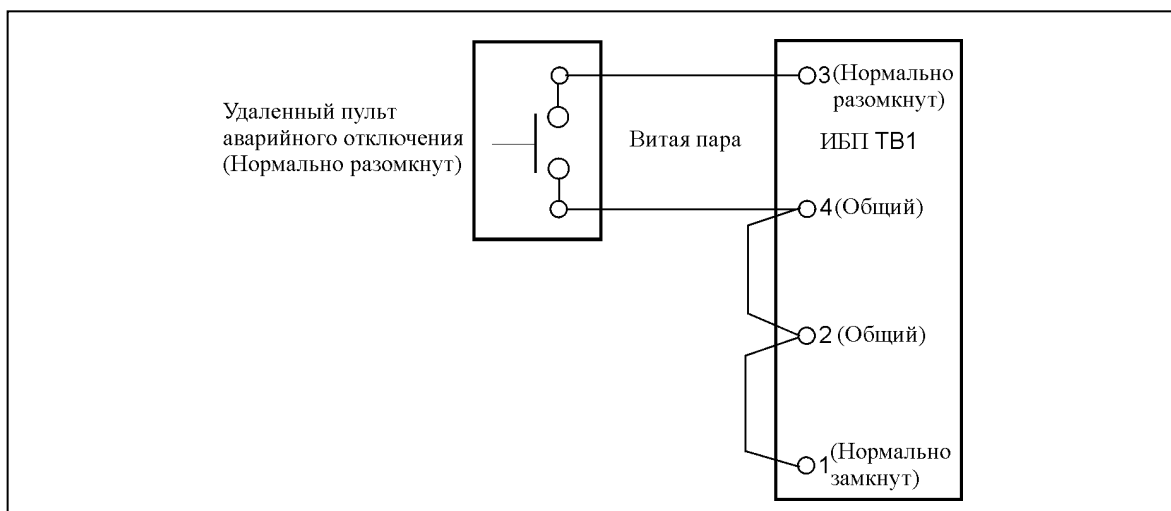 Удаленный пульт
аварийного отключения
(Нормально разомкнут)
Витая пара
3 (Нормально
разомкнут)
ИБП TB1
4 (Общий)
2 (Общий)
1 (Нормально
замкнут)